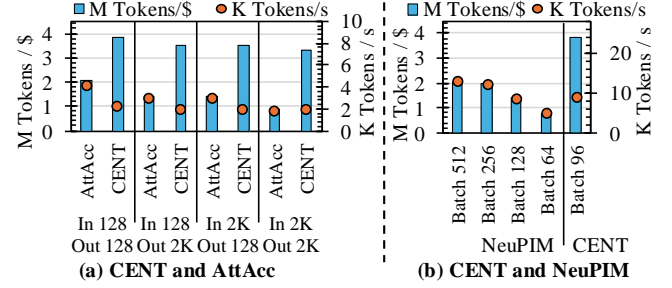 M Tokens/$ K Tokens/s
M Tokens / $
4
3
2
1
0
10
8
6
4
2
0
K Tokens / s
AttAcc CENT AttAcc CENT AttAcc CENT AttAcc CENT
In 128 In 128 In 2K In 2K
Out 128 Out 2K Out 128 Out 2K
(a) CENT and AttAcc
M Tokens/$ K Tokens/s
M Tokens / $
4
3
2
1
0
20
10
0
K Tokens / s
Batch 512 Batch 256 Batch 128 Batch 64 Batch 96
NeuPIM CENT
(b) CENT and NeuPIM